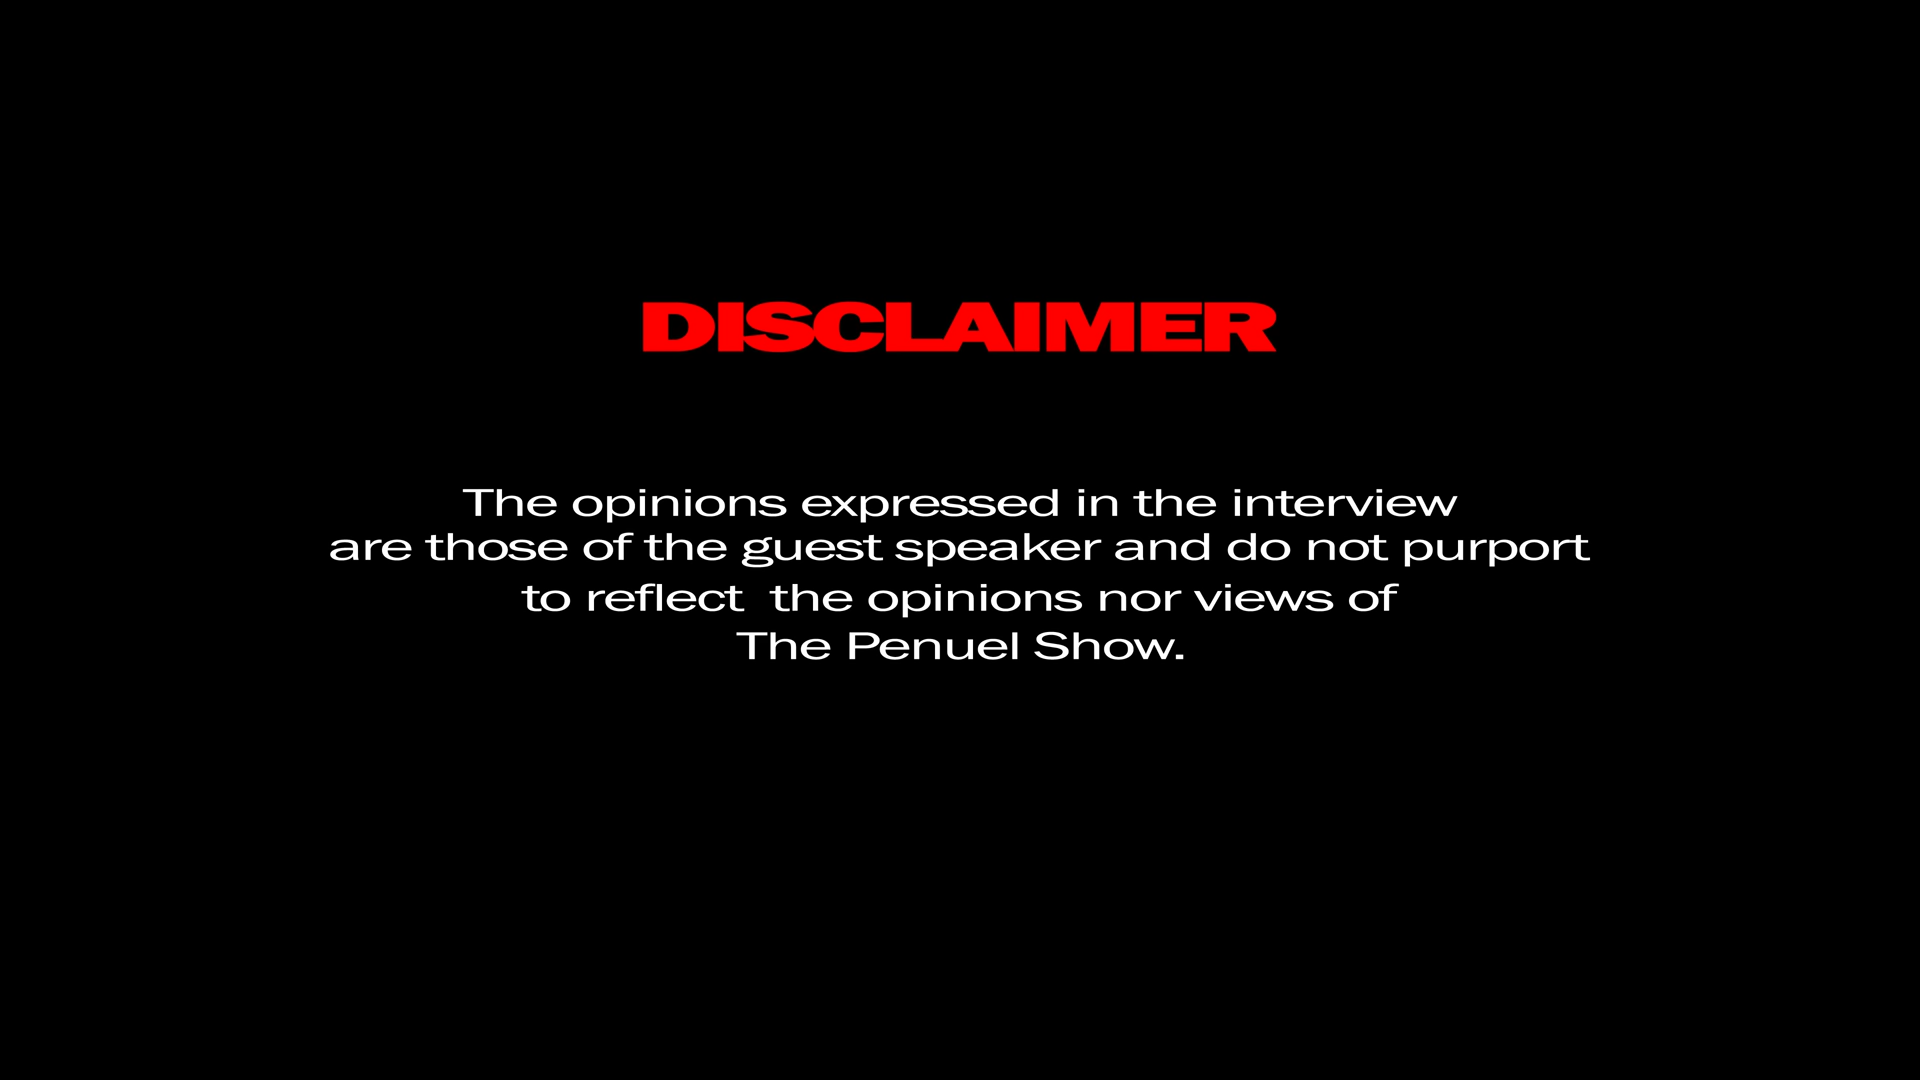 DISCLAIMER
The opinions expressed in the interview
are those of the guest speaker and do not purport
to reflect  the opinions nor views of
The Penuel Show.